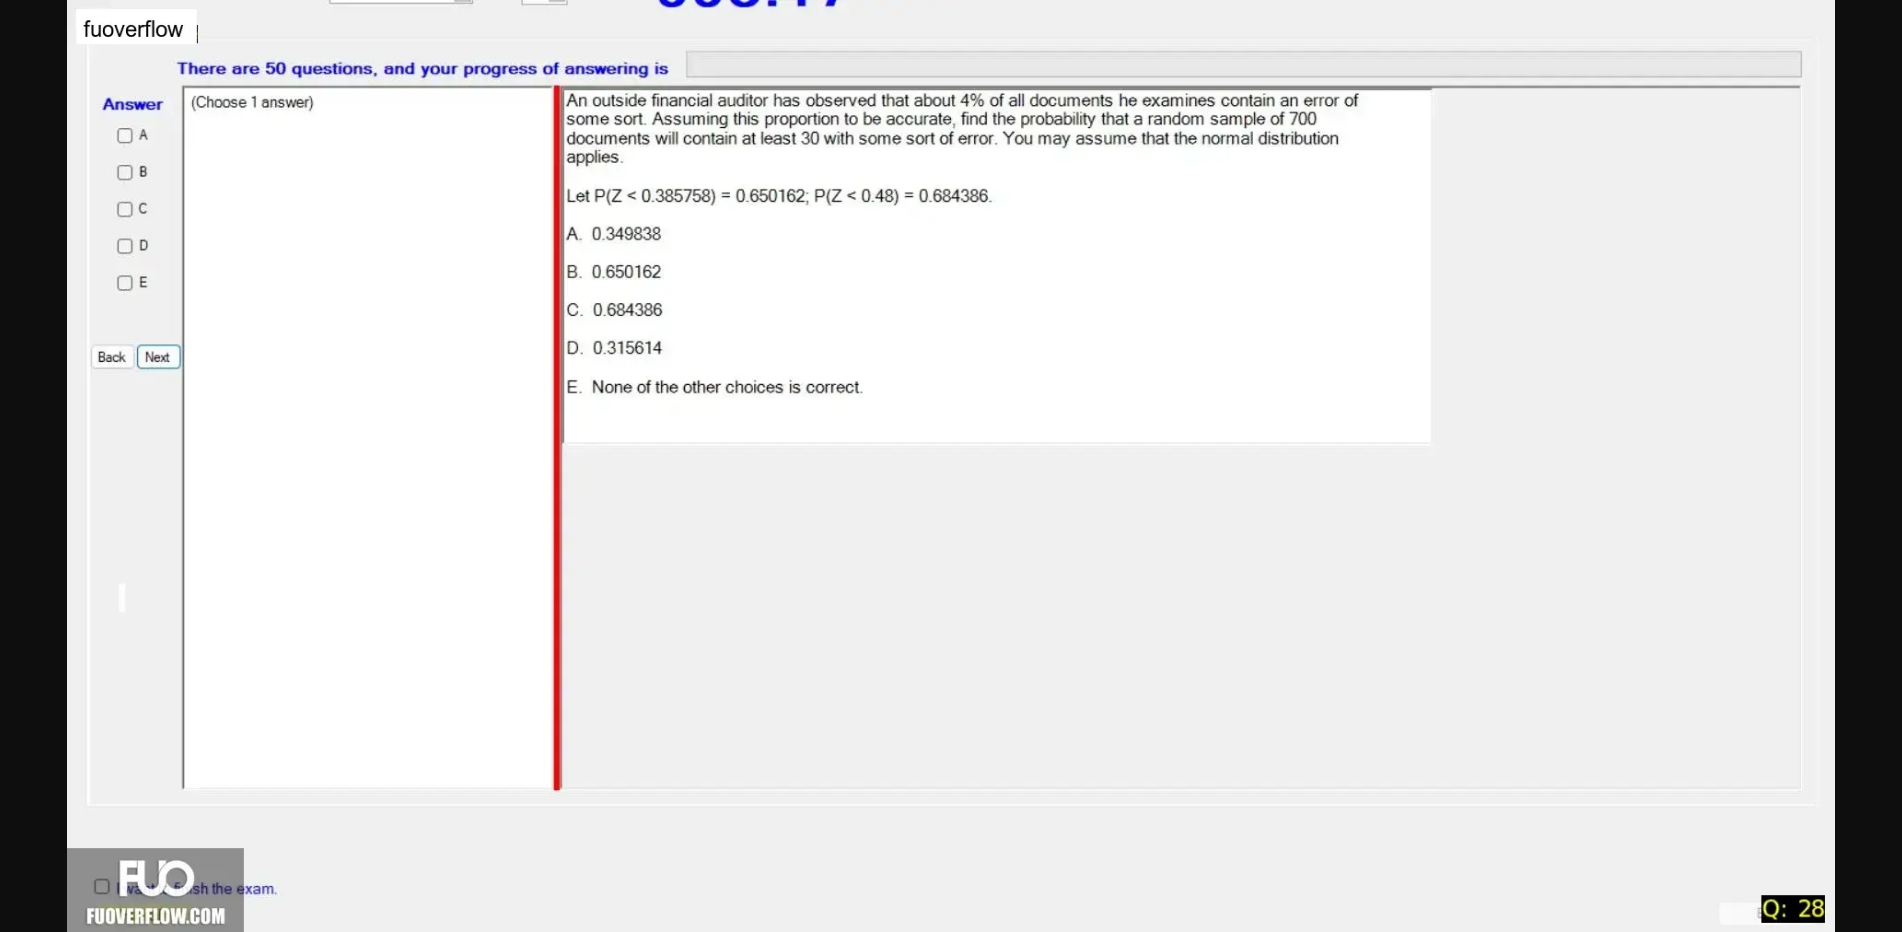 fuoverflow
There are 50 questions, and your progress of answering is
Answer
(Choose 1 answer)
A
B
C
D
E
Back Next
An outside financial auditor has observed that about 4% of all documents he examines contain an error of
some sort. Assuming this proportion to be accurate, find the probability that a random sample of 700
documents will contain at least 30 with some sort of error. You may assume that the normal distribution
applies.
Let P(Z < 0.385758) = 0.650162; P(Z < 0.48) = 0.684386.
A. 0.349838
B. 0.650162
C. 0.684386
D. 0.315614
E. None of the other choices is correct.
FUO
the exam.
FUOVERFLOW.COM
Q: 28